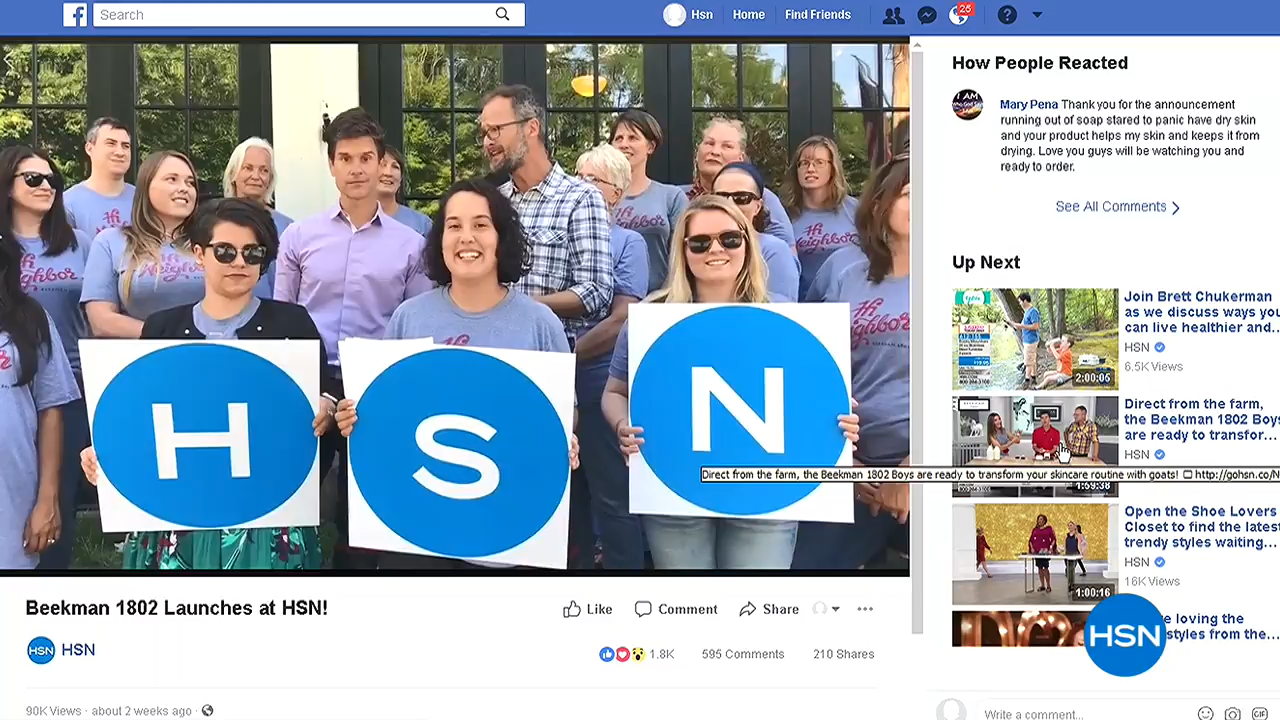 Search
Hsn
Home
Find Friends
25
Hi
Neighbor
H
S
N
Beekman 1802 Launches at HSN!
Like
Comment
Share
HSN
HSN
1.8K
595 Comments
210 Shares
90K Views · about 2 weeks ago
How People Reacted
I AM
Mary Pena Thank you for the announcement
running out of soap stared to panic have dry skin
and your product helps my skin and keeps it from
drying. Love you guys will be watching you and
ready to order.
See All Comments
Up Next
Join Brett Chukerman
as we discuss ways you
can live healthier and...
HSN
6.5K Views
2:00:05
Direct from the farm,
the Beekman 1802 Boys
are ready to transfor...
HSN
Direct from the farm, the Beekman 1802 Boys are ready to transform your skincare routine with goats! http://gohsn.co/N
1:59:38
Open the Shoe Lovers
Closet to find the latest
trendy styles waiting...
HSN
16K Views
1:00:16
re loving the
styles from the...
HSN
Write a comment...
GIF